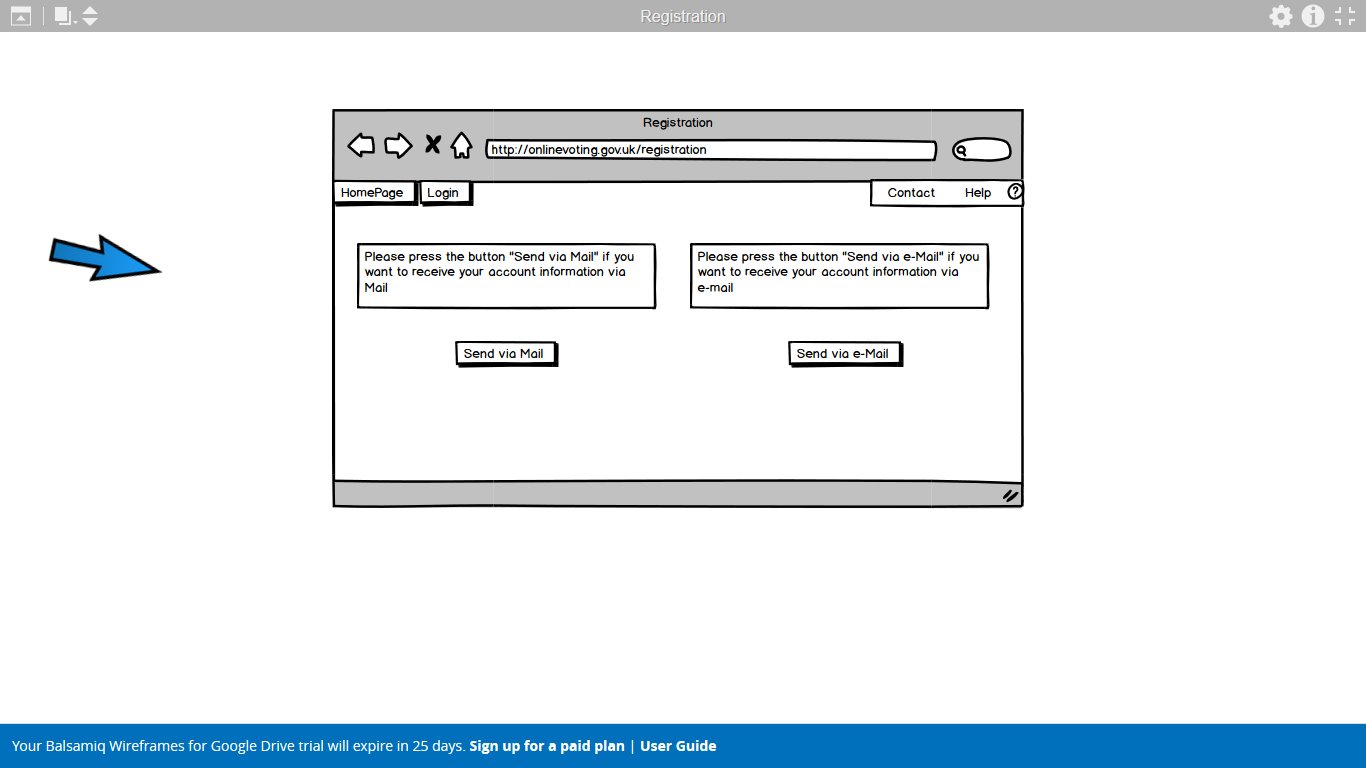 Registration
Registration
http://onlinevoting.gov.uk/registration
HomePage Login Contact Help ?
Please press the button "Send via Mail" if you
want to receive your account information via
Mail
Please press the button "Send via e-Mail" if you
want to receive your account information via
e-mail
Send via Mail
Send via e-Mail
Your Balsamiq Wireframes for Google Drive trial will expire in 25 days. Sign up for a paid plan | User Guide